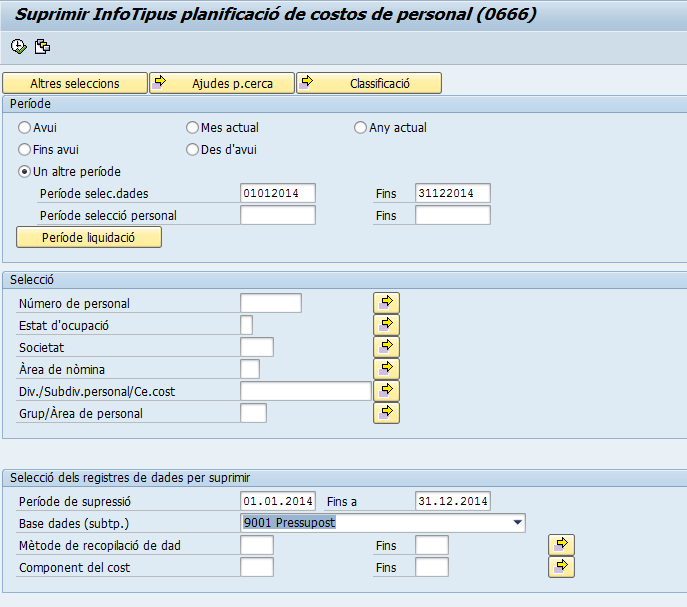 Suprimir InfoTipus planificació de costos de personal (0666)
Altres seleccions Ajudes p.cerca Classificació
Període
Avui Mes actual Any actual
Fins avui Des d'avui
Un altre període
Període selec.dades 01012014 Fins 31122014
Període selecció personal Fins
Període liquidació
Selecció
Número de personal
Estat d'ocupació
Societat
Àrea de nòmina
Div./Subdiv.personal/Ce.cost
Grup/Àrea de personal
Selecció dels registres de dades per suprimir
Període de supressió 01.01.2014 Fins a 31.12.2014
Base dades (subtp.) 9001 Pressupost
Mètode de recopilació de dad Fins
Component del cost Fins